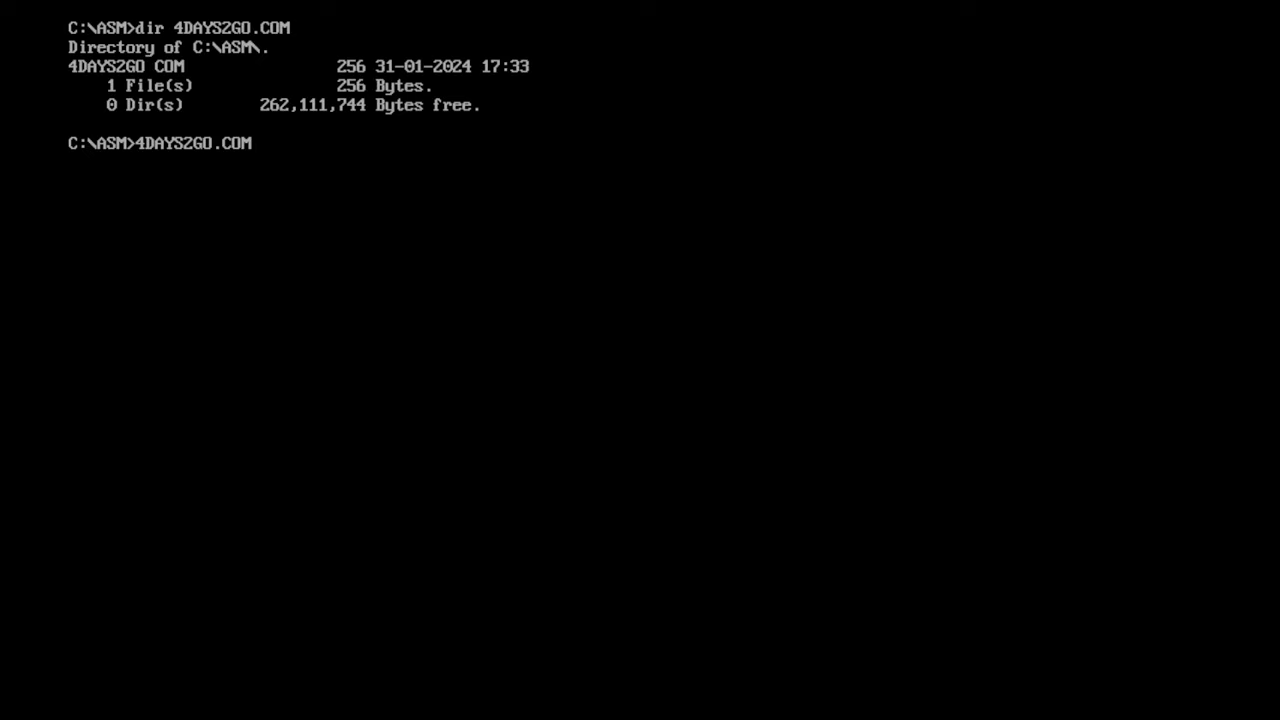 C:\ASM>dir 4DAYS2GO.COM
Directory of C:\ASM\.
4DAYS2GO COM                256 31-01-2024 17:33
    1 File(s)               256 Bytes.
    0 Dir(s)        262,111,744 Bytes free.

C:\ASM>4DAYS2GO.COM